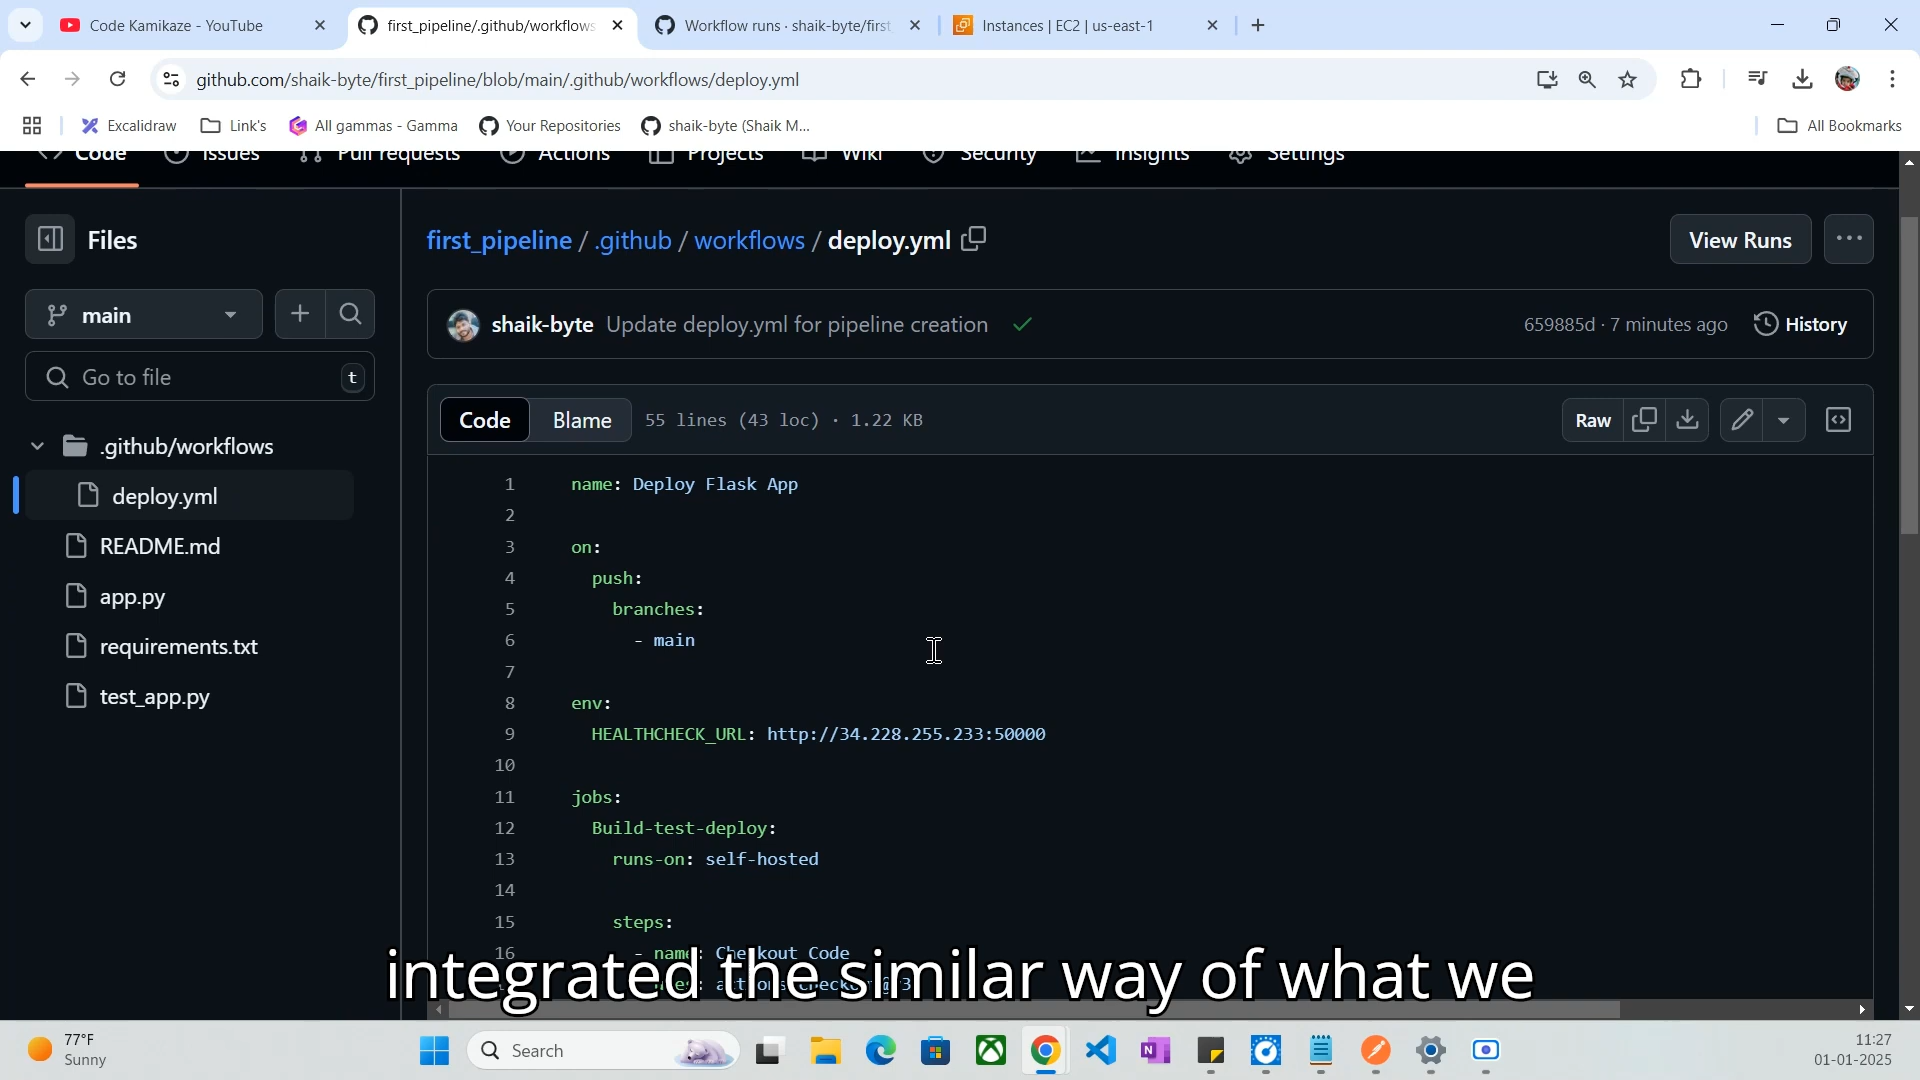 Code Kamikaze - YouTube
first_pipeline/.github/workflows
Workflow runs · shaik-byte/first_
Instances | EC2 | us-east-1
github.com/shaik-byte/first_pipeline/blob/main/.github/workflows/deploy.yml
Excalidraw
Link's
All gammas - Gamma
Your Repositories
shaik-byte (Shaik M...
All Bookmarks
Code
Issues
Pull requests
Actions
Projects
Wiki
Security
Insights
Settings
Files
first_pipeline / .github / workflows / deploy.yml
View Runs
main
shaik-byte Update deploy.yml for pipeline creation
659885d · 7 minutes ago
History
Go to file
t
Code
Blame
55 lines (43 loc) · 1.22 KB
Raw
.github/workflows
deploy.yml
README.md
app.py
requirements.txt
test_app.py
1 name: Deploy Flask App
2
3 on:
4 push:
5 branches:
6 - main
7
8 env:
9 HEALTHCHECK_URL: http://34.228.255.233:50000
10
11 jobs:
12 Build-test-deploy:
13 runs-on: self-hosted
14
15 steps:
16 - name: Checkout Code
integrated the similar way of what we
77°F
Sunny
Search
11:27
01-01-2025